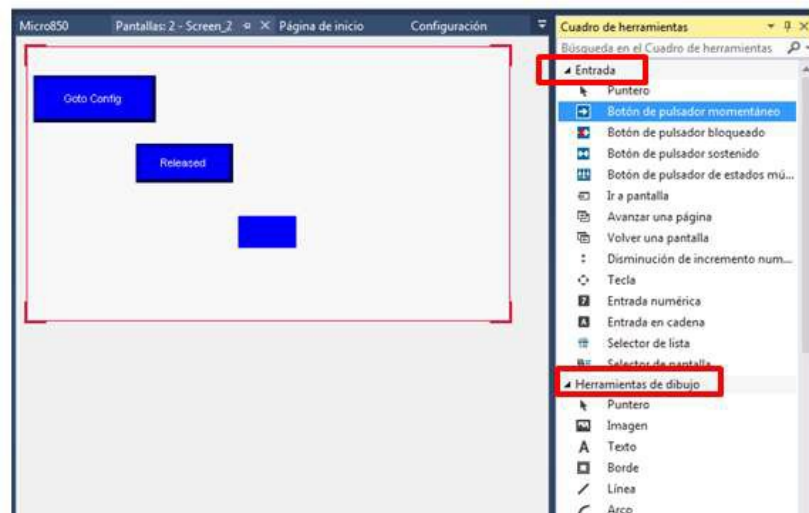 Micro850 Pantallas: 2 - Screen_2 Página de inicio Configuración
Goto Config
Released
Cuadro de herramientas
Búsqueda en el Cuadro de herramientas
Entrada
Puntero
Botón de pulsador momentáneo
Botón de pulsador bloqueado
Botón de pulsador sostenido
Botón de pulsador de estados mú...
Ir a pantalla
Avanzar una página
Volver una pantalla
Disminución de incremento num...
Tecla
Entrada numérica
Entrada en cadena
Selector de lista
Selector de pantalla
Herramientas de dibujo
Puntero
Imagen
Texto
Borde
Línea
Arco